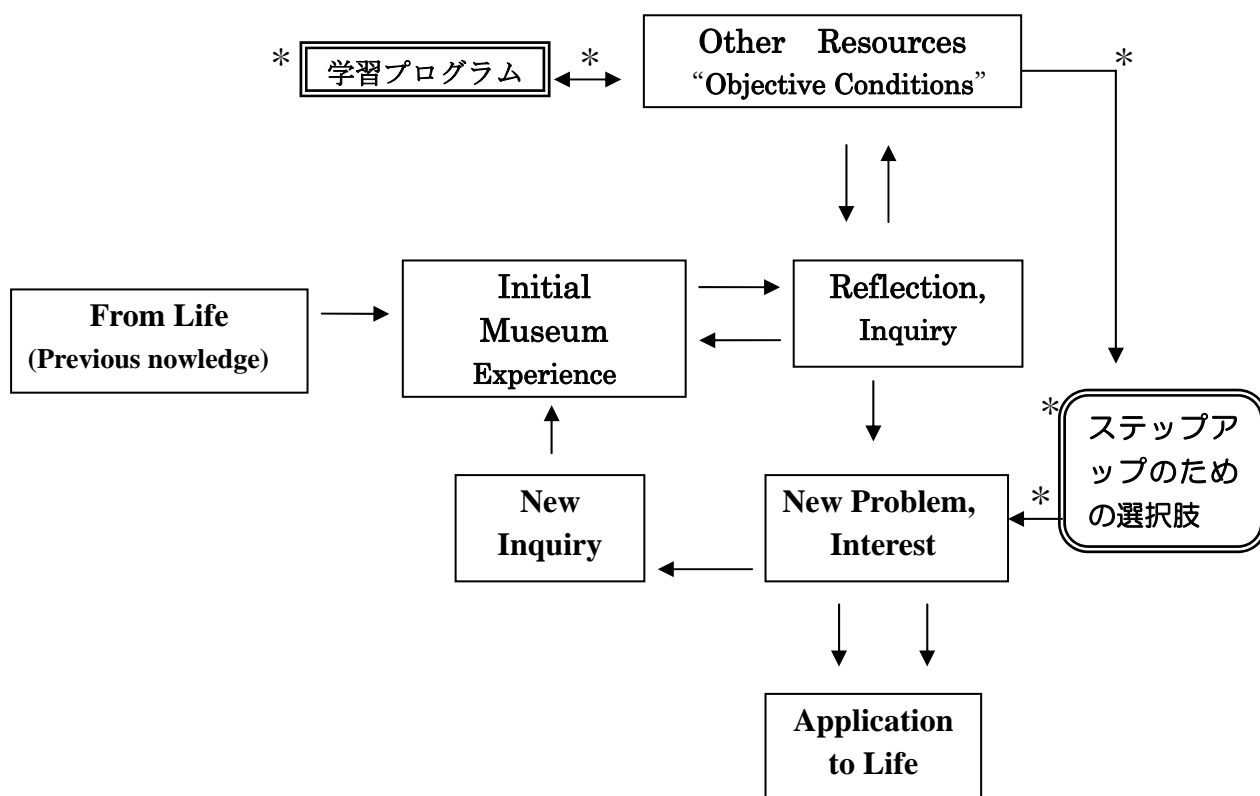 * 学習プログラム
*
Other Resources
“Objective Conditions”
*
From Life
(Previous nowledge)
Initial
Museum
Experience
Reflection,
Inquiry
*
ステップア
ップのため
の選択肢
*
New
Inquiry
New Problem,
Interest
Application
to Life